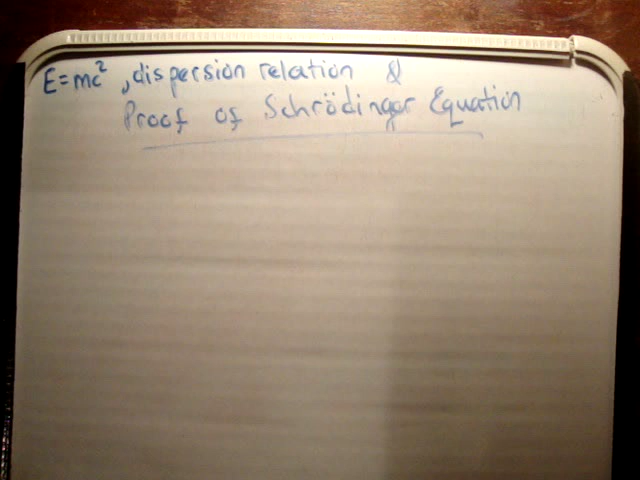 E=mc², dispersion relation &
Proof of Schrödinger Equation